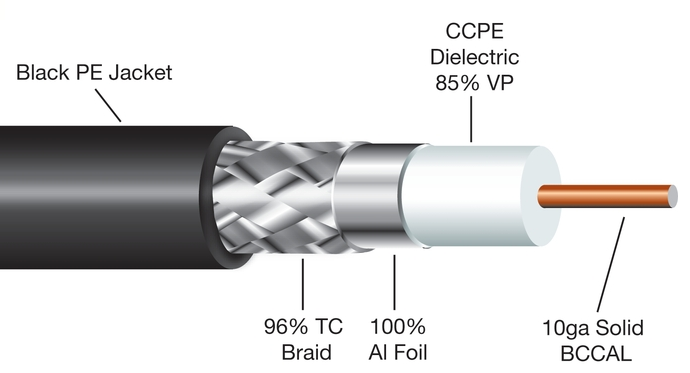 CCPE
Dielectric
85% VP
Black PE Jacket
96% TC
Braid
100%
Al Foil
10ga Solid
BCCAL